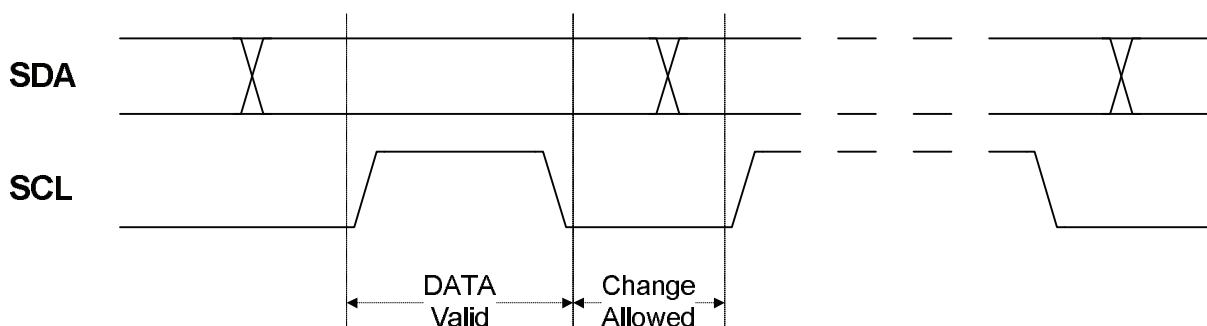 SDA
SCL
DATA
Valid
Change
Allowed